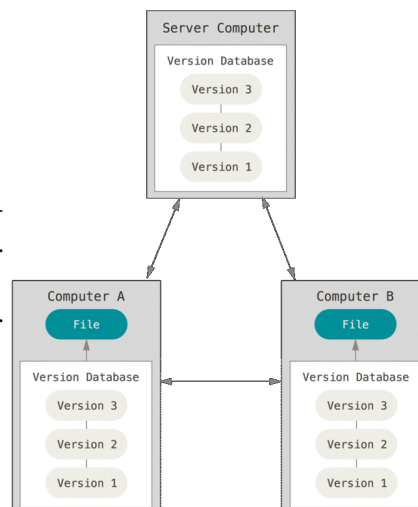 Server Computer
Version Database
Version 3
Version 2
Version 1
Computer A
File
Version Database
Version 3
Version 2
Version 1
Computer B
File
Version Database
Version 3
Version 2
Version 1